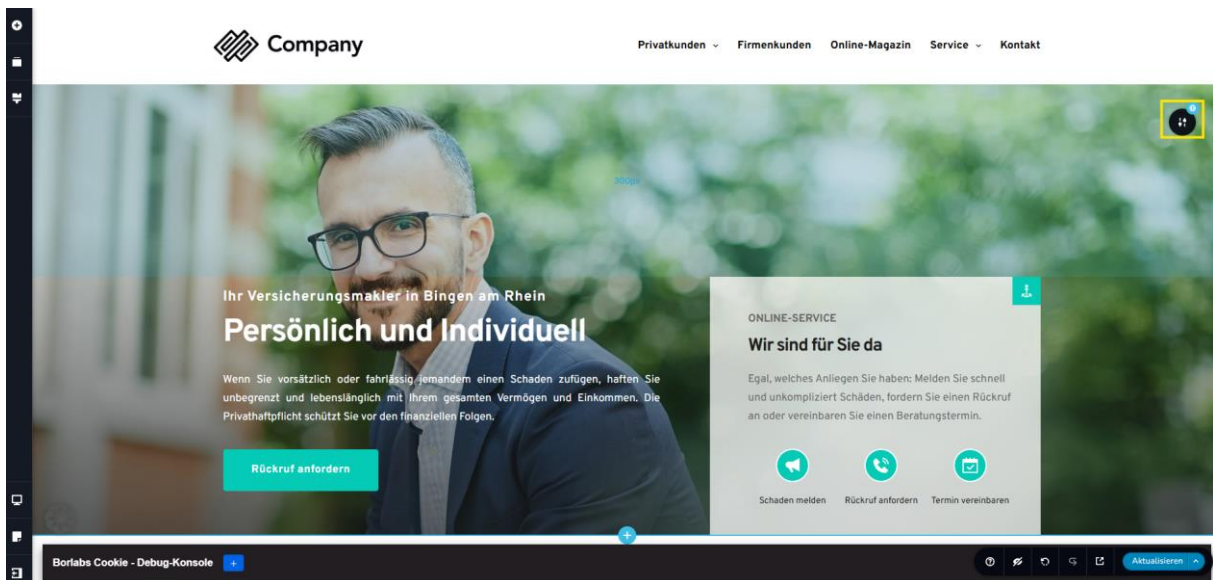 Company
Privatkunden
Firmenkunden
Online-Magazin
Service
Kontakt
300px
Ihr Versicherungsmakler in Bingen am Rhein
Persönlich und Individuell
Wenn Sie vorsätzlich oder fahrlässig jemandem einen Schaden zufügen, haften Sie
unbegrenzt und lebenslänglich mit Ihrem gesamten Vermögen und Einkommen. Die
Privathaftpflicht schützt Sie vor den finanziellen Folgen.
Rückruf anfordern
ONLINE-SERVICE
Wir sind für Sie da
Egal, welches Anliegen Sie haben: Melden Sie schnell
und unkompliziert Schäden, fordern Sie einen Rückruf
an oder vereinbaren Sie einen Beratungstermin.
Schaden melden
Rückruf anfordern
Termin vereinbaren
Borlabs Cookie - Debug-Konsole
+
Aktualisieren